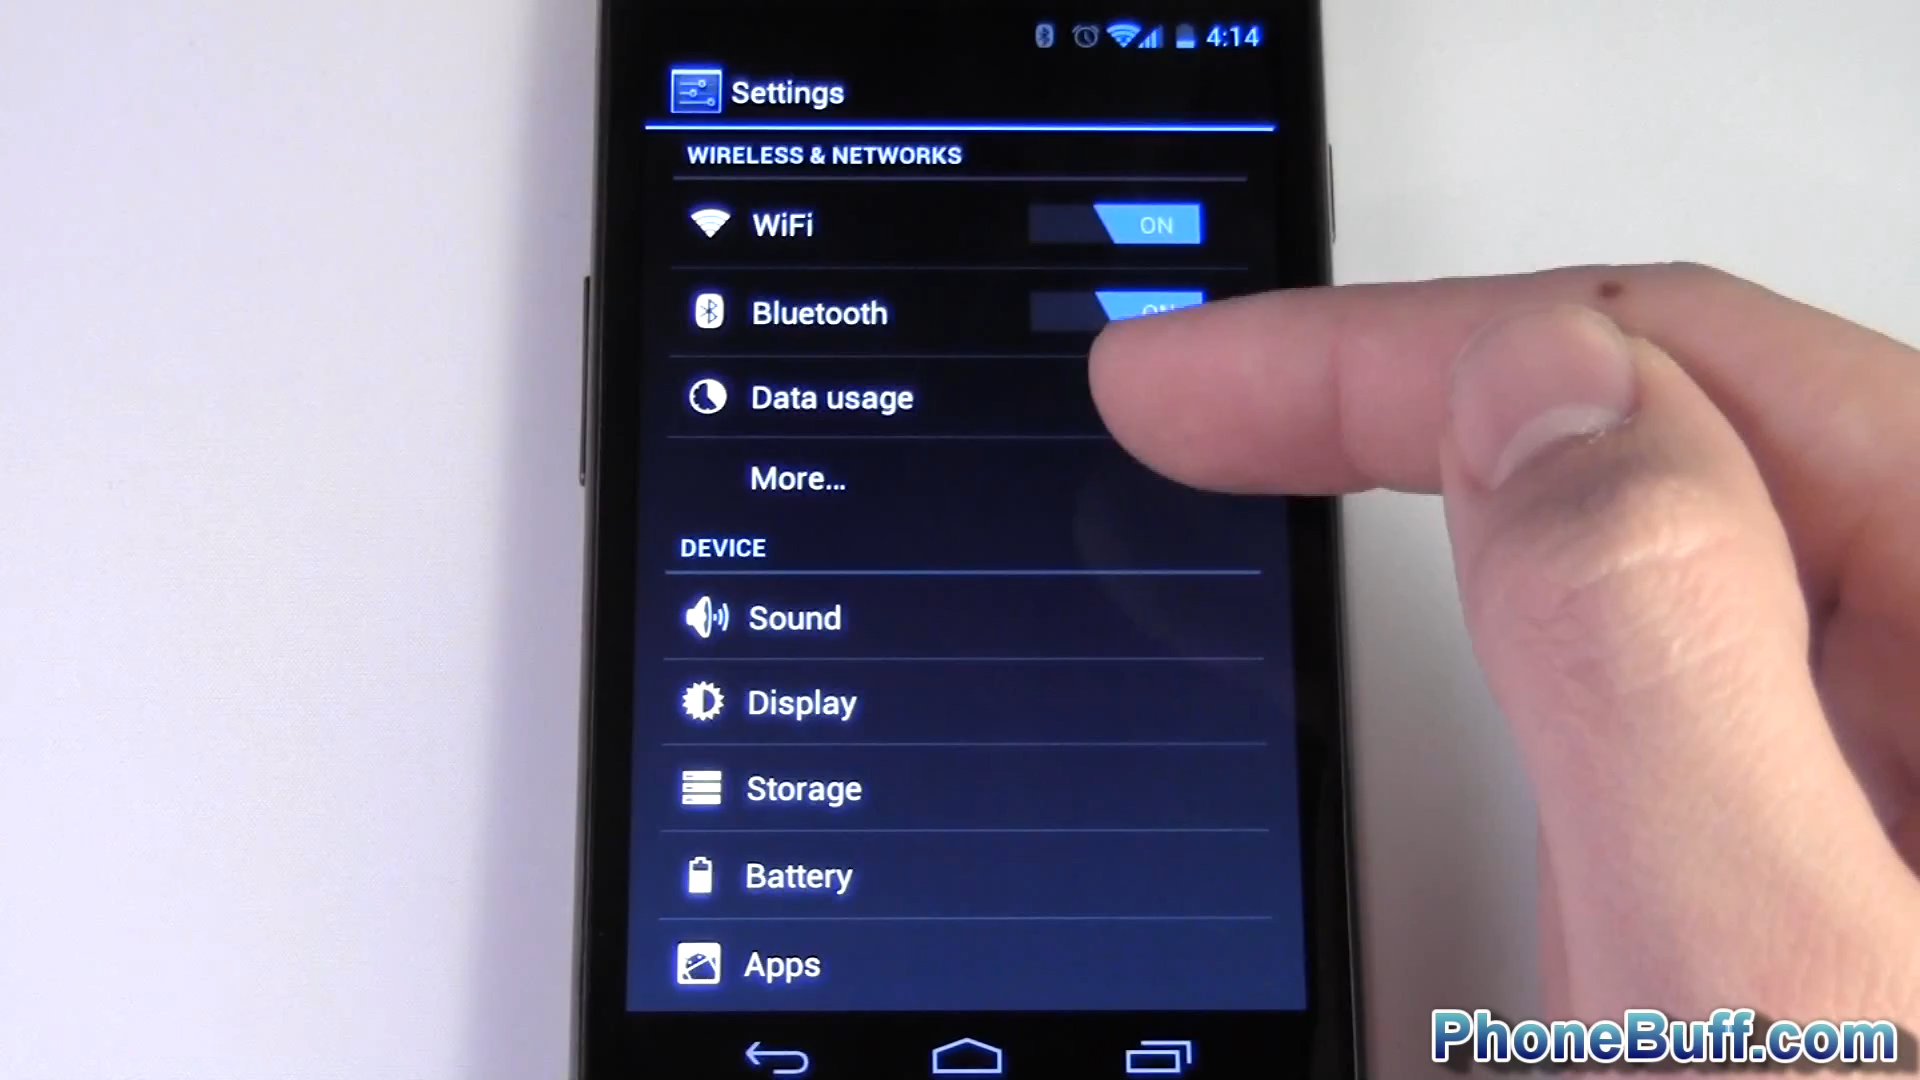 4:14
Settings
WIRELESS & NETWORKS
WiFi ON
Bluetooth ON
Data usage
More...
DEVICE
Sound
Display
Storage
Battery
Apps
PhoneBuff.com